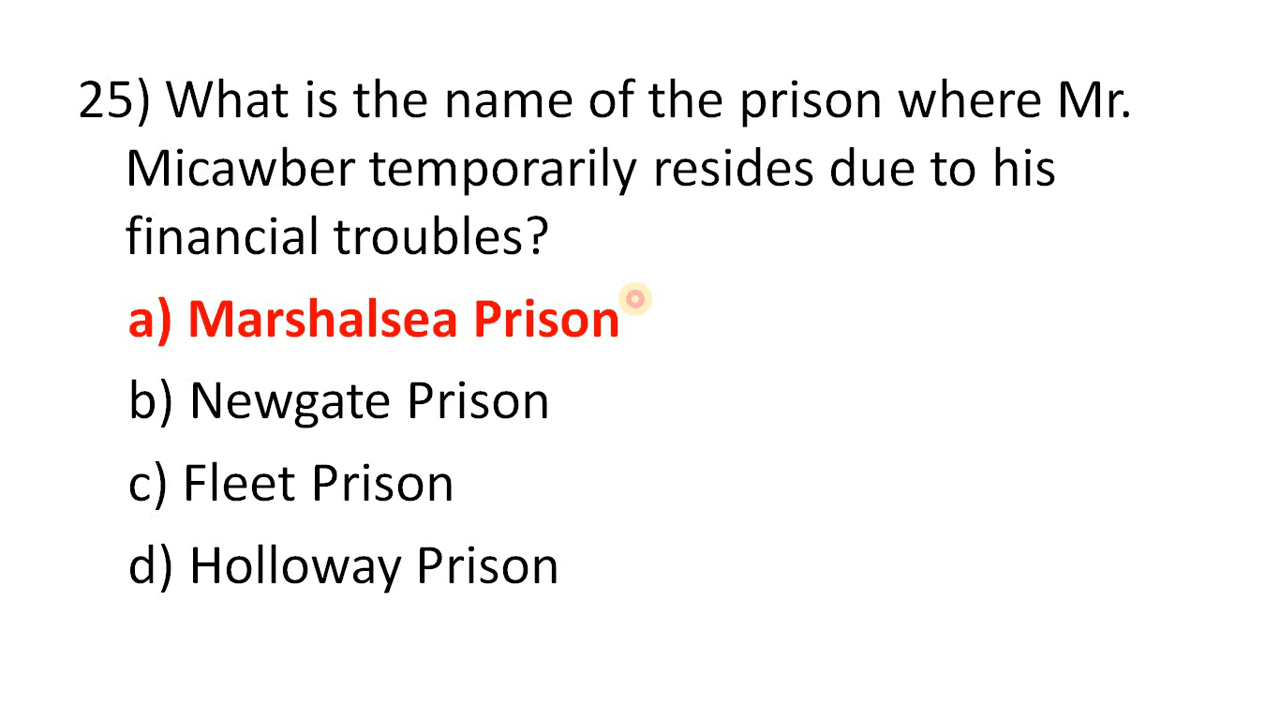 25) What is the name of the prison where Mr.
Micawber temporarily resides due to his
financial troubles?
a) Marshalsea Prison
b) Newgate Prison
c) Fleet Prison
d) Holloway Prison